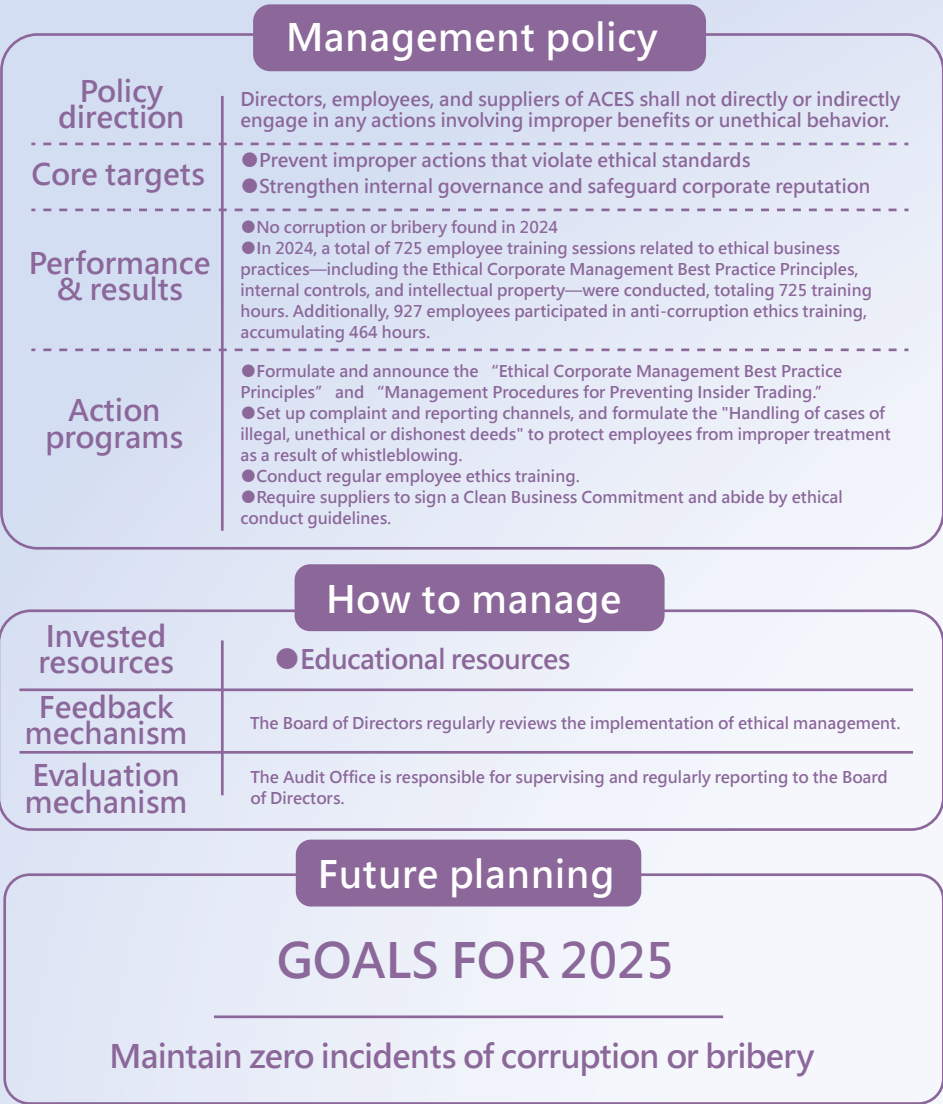 Management policy
Policy
direction
Directors, employees, and suppliers of ACES shall not directly or indirectly
engage in any actions involving improper benefits or unethical behavior.
Core targets
●Prevent improper actions that violate ethical standards
●Strengthen internal governance and safeguard corporate reputation
Performance
& results
●No corruption or bribery found in 2024
●In 2024, a total of 725 employee training sessions related to ethical business
practices—including the Ethical Corporate Management Best Practice Principles,
internal controls, and intellectual property—were conducted, totaling 725 training
hours. Additionally, 927 employees participated in anti-corruption ethics training,
accumulating 464 hours.
Action
programs
●Formulate and announce the “Ethical Corporate Management Best Practice
Principles” and “Management Procedures for Preventing Insider Trading.”
●Set up complaint and reporting channels, and formulate the "Handling of cases of
illegal, unethical or dishonest deeds" to protect employees from improper treatment
as a result of whistleblowing.
●Conduct regular employee ethics training.
●Require suppliers to sign a Clean Business Commitment and abide by ethical
conduct guidelines.
How to manage
Invested
resources
●Educational resources
Feedback
mechanism
The Board of Directors regularly reviews the implementation of ethical management.
Evaluation
mechanism
The Audit Office is responsible for supervising and regularly reporting to the Board
of Directors.
Future planning
GOALS FOR 2025
Maintain zero incidents of corruption or bribery